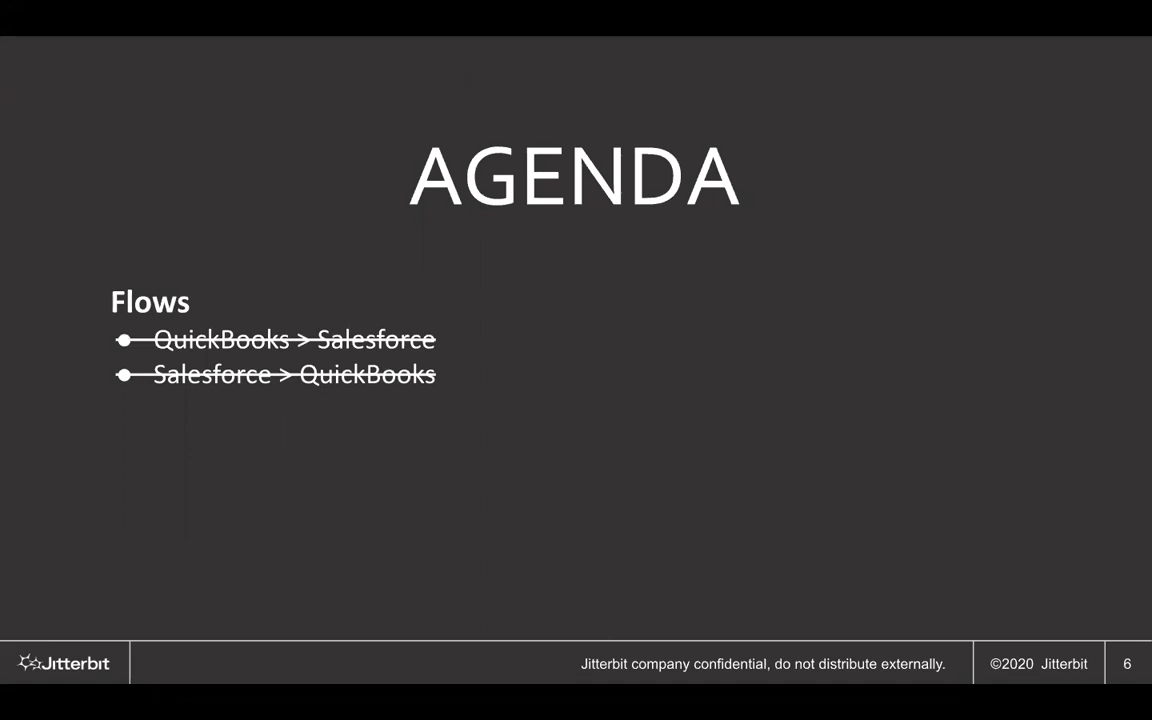 AGENDA
Flows
● QuickBooks > Salesforce
● Salesforce > QuickBooks
Jitterbit
Jitterbit company confidential, do not distribute externally.
©2020 Jitterbit
6